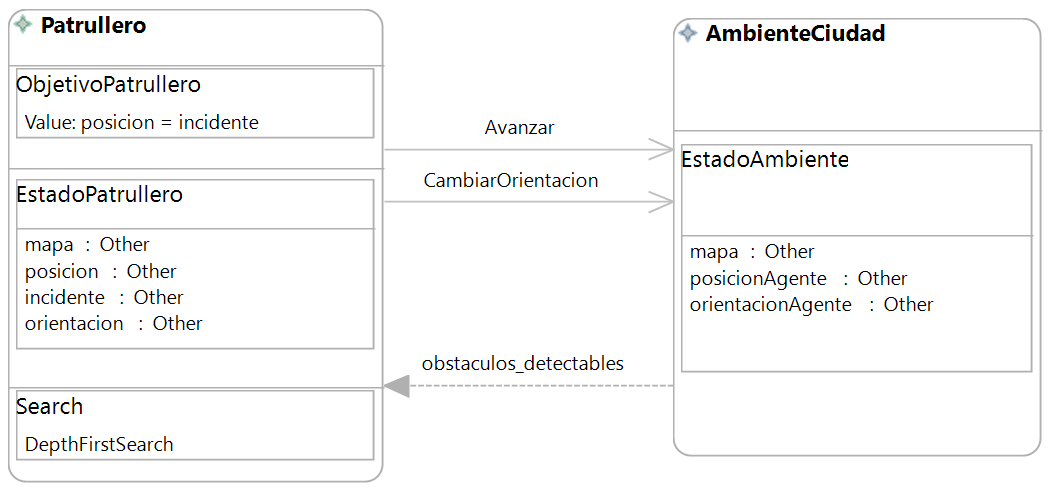 Patrullero
ObjetivoPatrullero
Value: posicion = incidente
EstadoPatrullero
mapa : Other
posicion : Other
incidente : Other
orientacion : Other
Search
DepthFirstSearch
Avanzar
CambiarOrientacion
obstaculos_detectables
AmbienteCiudad
EstadoAmbiente
mapa : Other
posicionAgente : Other
orientacionAgente : Other